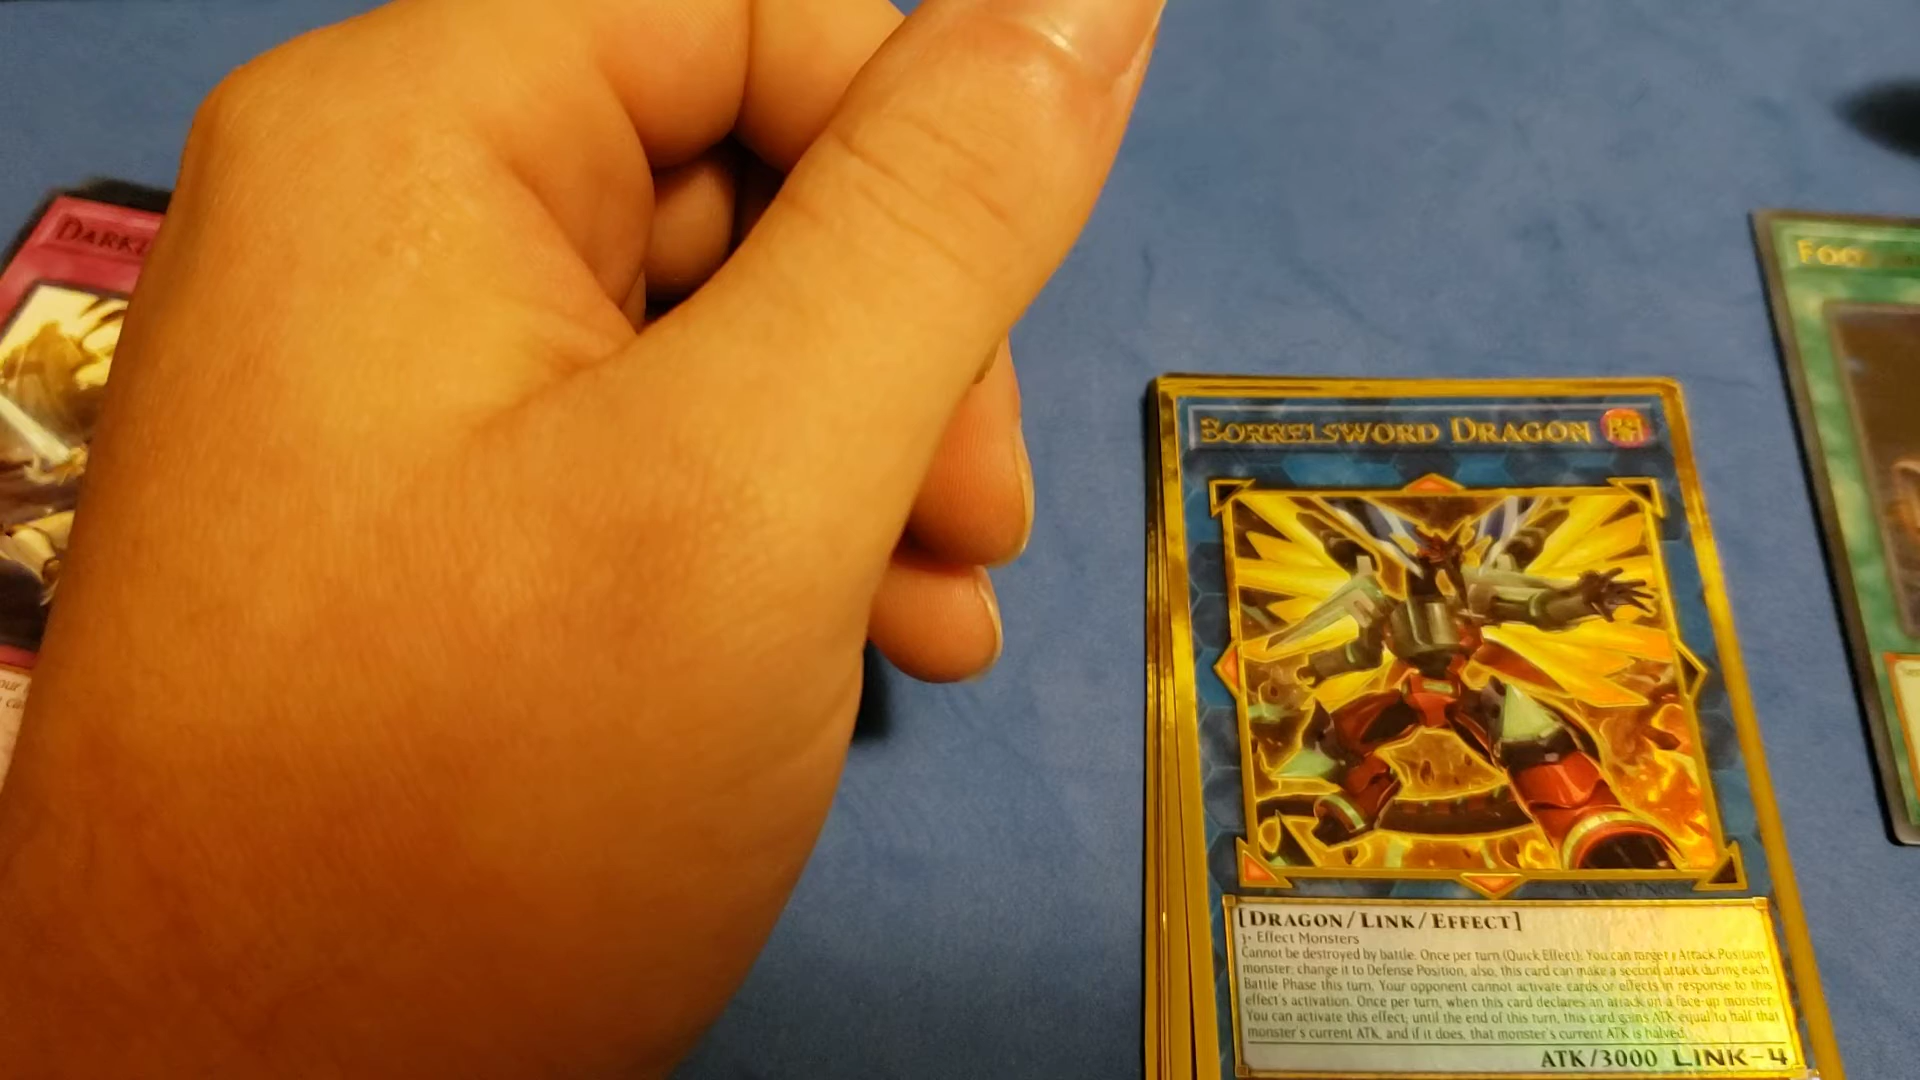 DARKL
BORRELSWORD DRAGON
[DRAGON/LINK/EFFECT]
3+ Effect Monsters
Cannot be destroyed by battle. Once per turn (Quick Effect): You can target 1 Attack Position
monster; change it to Defense Position, also, this card can make a second attack during each
Battle Phase this turn. Your opponent cannot activate cards or effects in response to this
effect's activation. Once per turn, when this card declares an attack on a face-up monster:
You can activate this effect; until the end of this turn, this card gains ATK equal to half that
monster's current ATK, and if it does, that monster's current ATK is halved.
ATK/3000 LINK-4